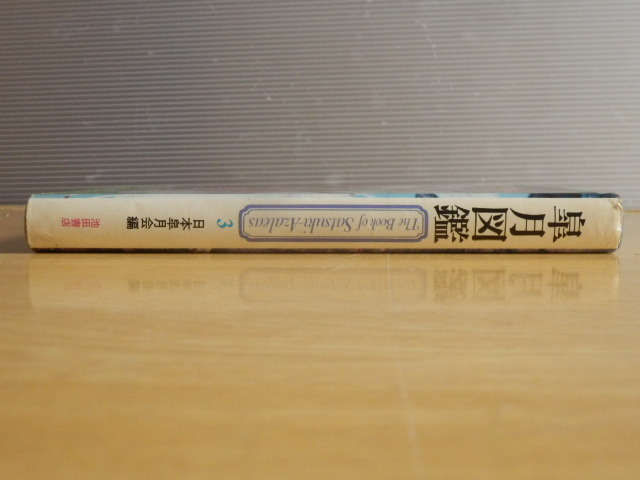 皐月図鑑
The Book of Satsuki Azaleas
3
日本皐月会編
池田書店